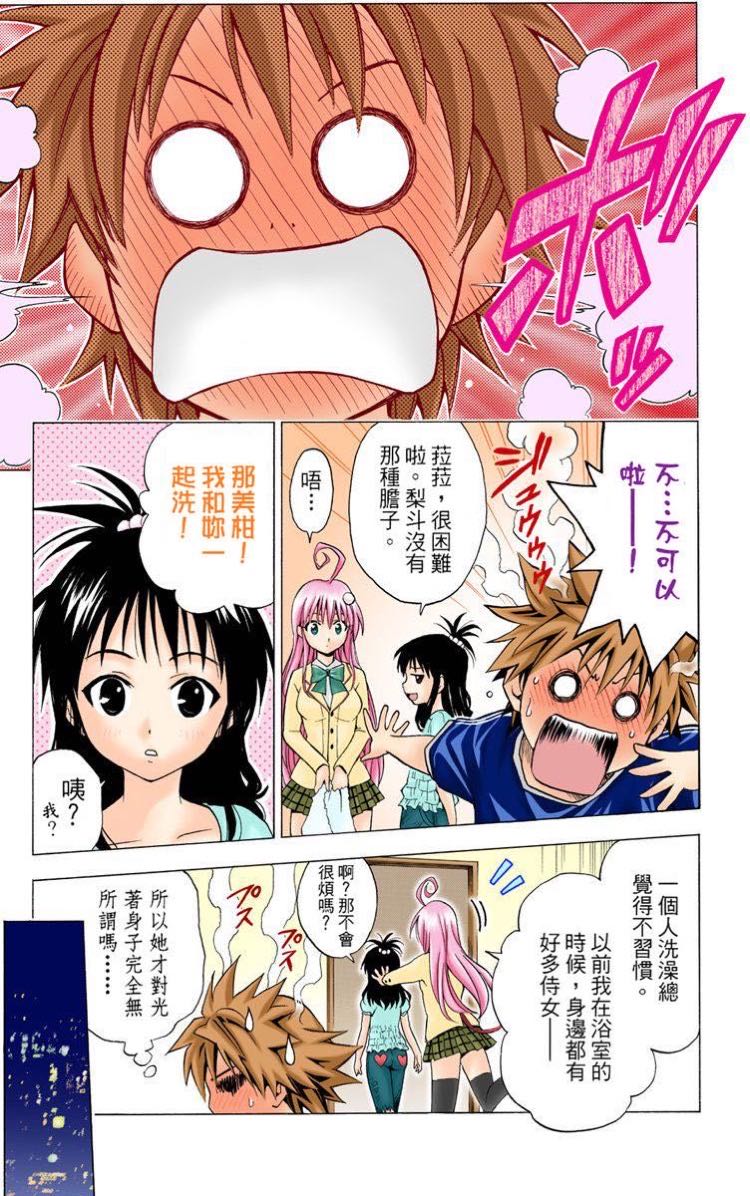 ボッ
不…不可以
啦——！
ジュウゥゥ
菈菈，很困難
啦。梨斗沒有
那種膽子。
唔…
那美柑！
我和妳一
起洗！
咦？
我？
一個人洗澡總
覺得不習慣。
以前我在浴室的
時候，身邊都有
好多侍女——
啊？那不會
很煩嗎？
プス
プス
所以她才對光
著身子完全無
所謂嗎……